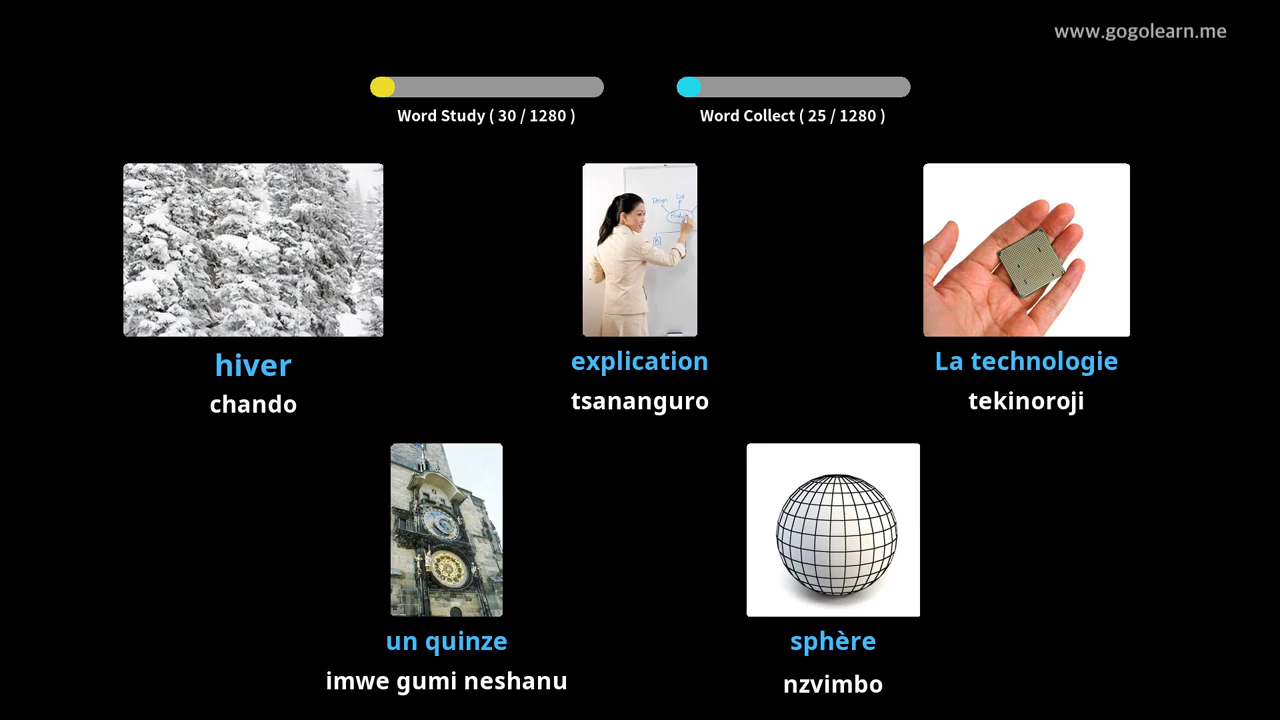 www.gogolearn.me
Word Study ( 30 / 1280 )
Word Collect ( 25 / 1280 )
hiver
chando
explication
tsananguro
La technologie
tekinoroji
un quinze
imwe gumi neshanu
sphère
nzvimbo